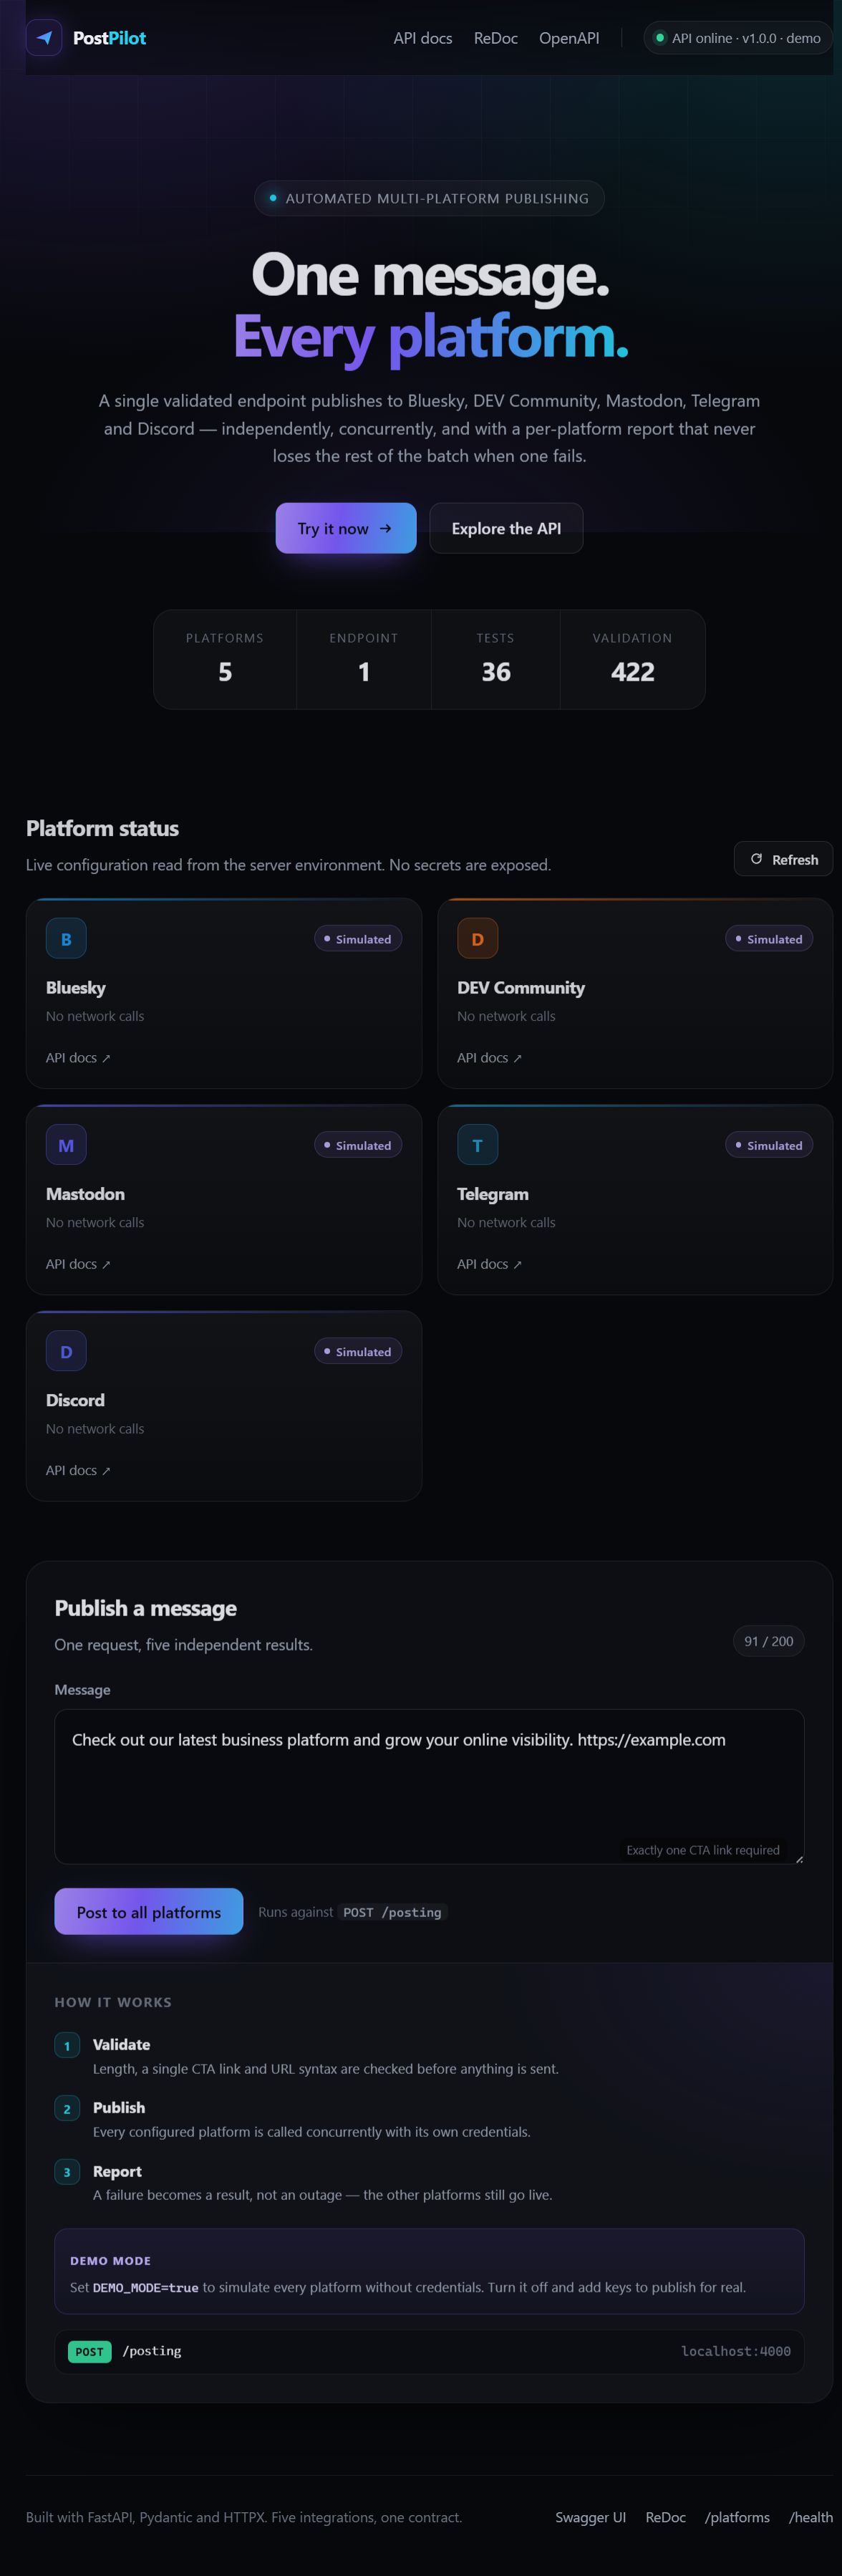 PostPilot
API docs ReDoc OpenAPI API online · v1.0.0 · demo
AUTOMATED MULTI-PLATFORM PUBLISHING
One message.
Every platform.
A single validated endpoint publishes to Bluesky, DEV Community, Mastodon, Telegram
and Discord — independently, concurrently, and with a per-platform report that never
loses the rest of the batch when one fails.
Try it now → Explore the API
PLATFORMS ENDPOINT TESTS VALIDATION
5 1 36 422
Platform status
Live configuration read from the server environment. No secrets are exposed.
Refresh
B Simulated
Bluesky
No network calls
API docs ↗
D Simulated
DEV Community
No network calls
API docs ↗
M Simulated
Mastodon
No network calls
API docs ↗
T Simulated
Telegram
No network calls
API docs ↗
D Simulated
Discord
No network calls
API docs ↗
Publish a message
One request, five independent results.
91 / 200
Message
Check out our latest business platform and grow your online visibility. https://example.com
Exactly one CTA link required
Post to all platforms Runs against POST /posting
HOW IT WORKS
1 Validate
Length, a single CTA link and URL syntax are checked before anything is sent.
2 Publish
Every configured platform is called concurrently with its own credentials.
3 Report
A failure becomes a result, not an outage — the other platforms still go live.
DEMO MODE
Set DEMO_MODE=true to simulate every platform without credentials. Turn it off and add keys to publish for real.
POST /posting localhost:4000
Built with FastAPI, Pydantic and HTTPX. Five integrations, one contract.
Swagger UI ReDoc /platforms /health